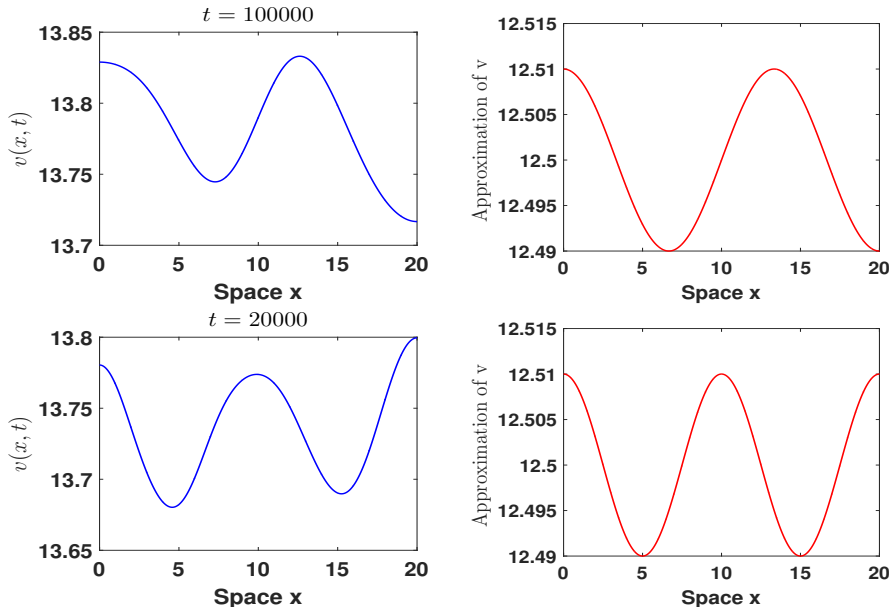 t = 100000
v(x, t)
13.85
13.8
13.75
13.7
0 5 10 15 20
Space x
Approximation of v
12.515
12.51
12.505
12.5
12.495
12.49
0 5 10 15 20
Space x
t = 20000
v(x, t)
13.8
13.75
13.7
13.65
0 5 10 15 20
Space x
Approximation of v
12.515
12.51
12.505
12.5
12.495
12.49
0 5 10 15 20
Space x